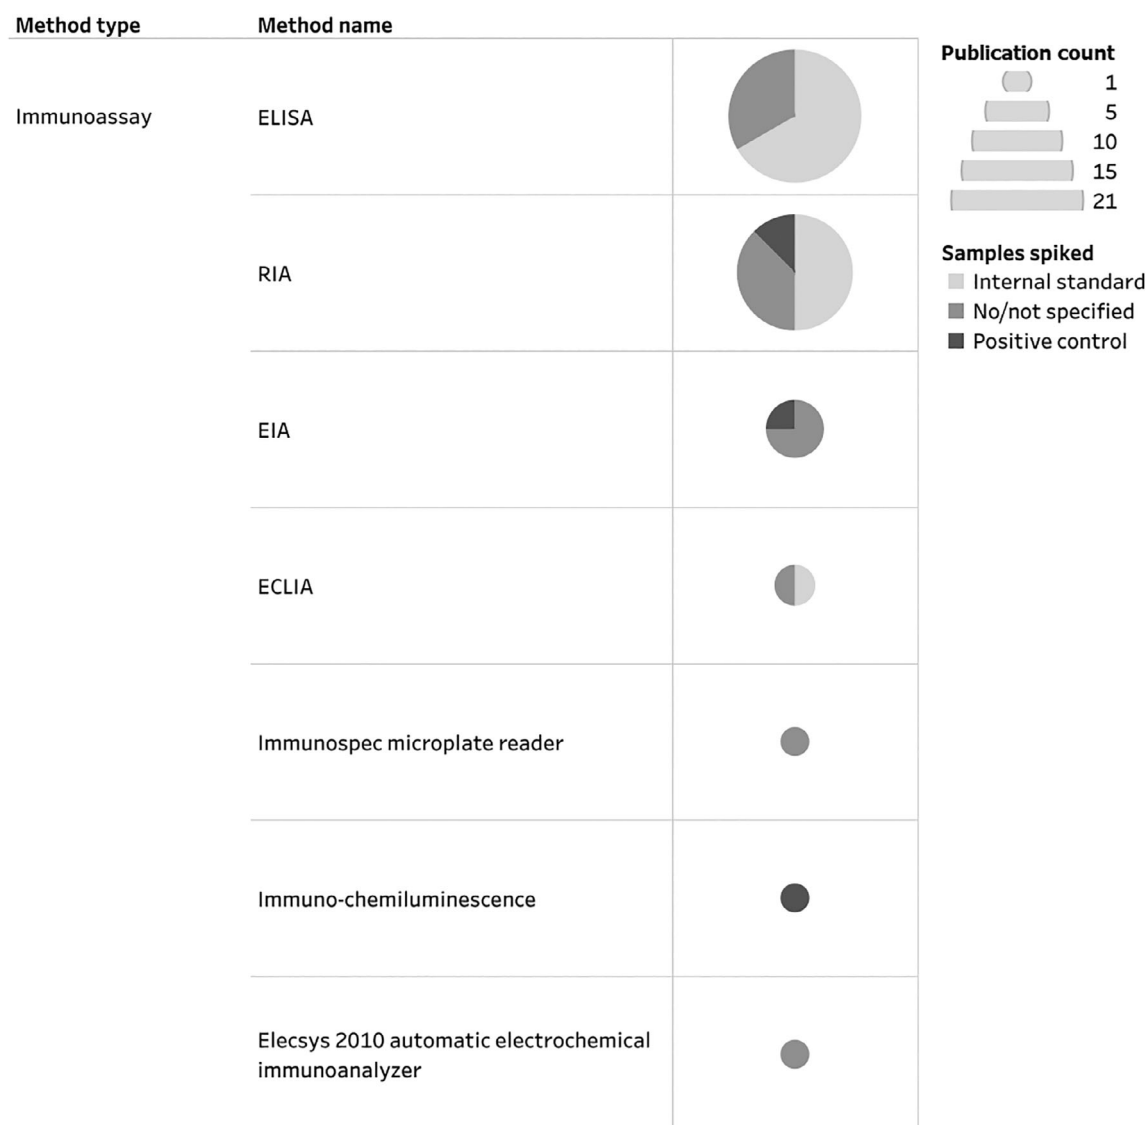 Method type Method name
Publication count
1
Immunoassay ELISA
5
10
15
21
Samples spiked
RIA
Internal standard
No/not specified
Positive control
EIA
ECLIA
Immunospec microplate reader
Immuno-chemiluminescence
Elecsys 2010 automatic electrochemical
immunoanalyzer